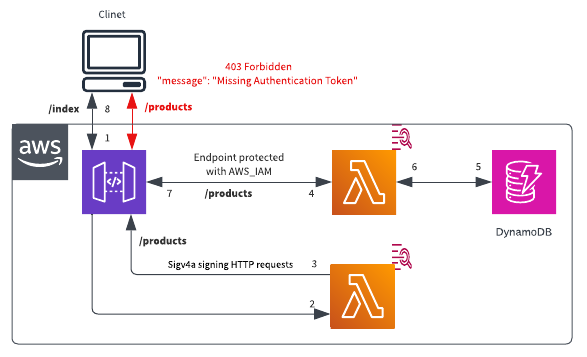 Clinet
403 Forbidden
"message": "Missing Authentication Token"
/index
8
/products
1
aws
Endpoint protected
with AWS_IAM
7
/products
4
6
5
DynamoDB
/products
Sigv4a signing HTTP requests
3
2